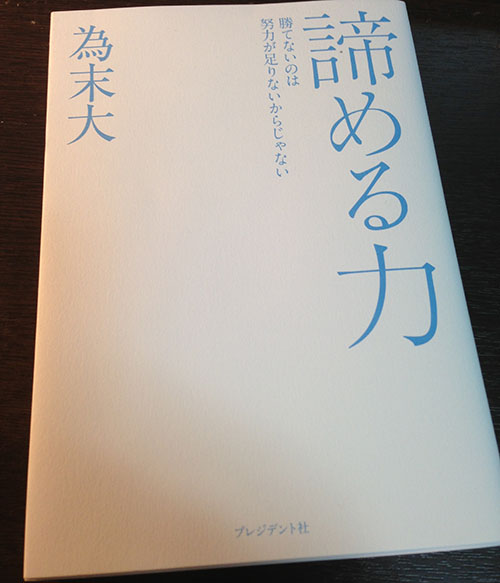 諦める力
勝てないのは
努力が足りないからじゃない
為末大
プレジデント社